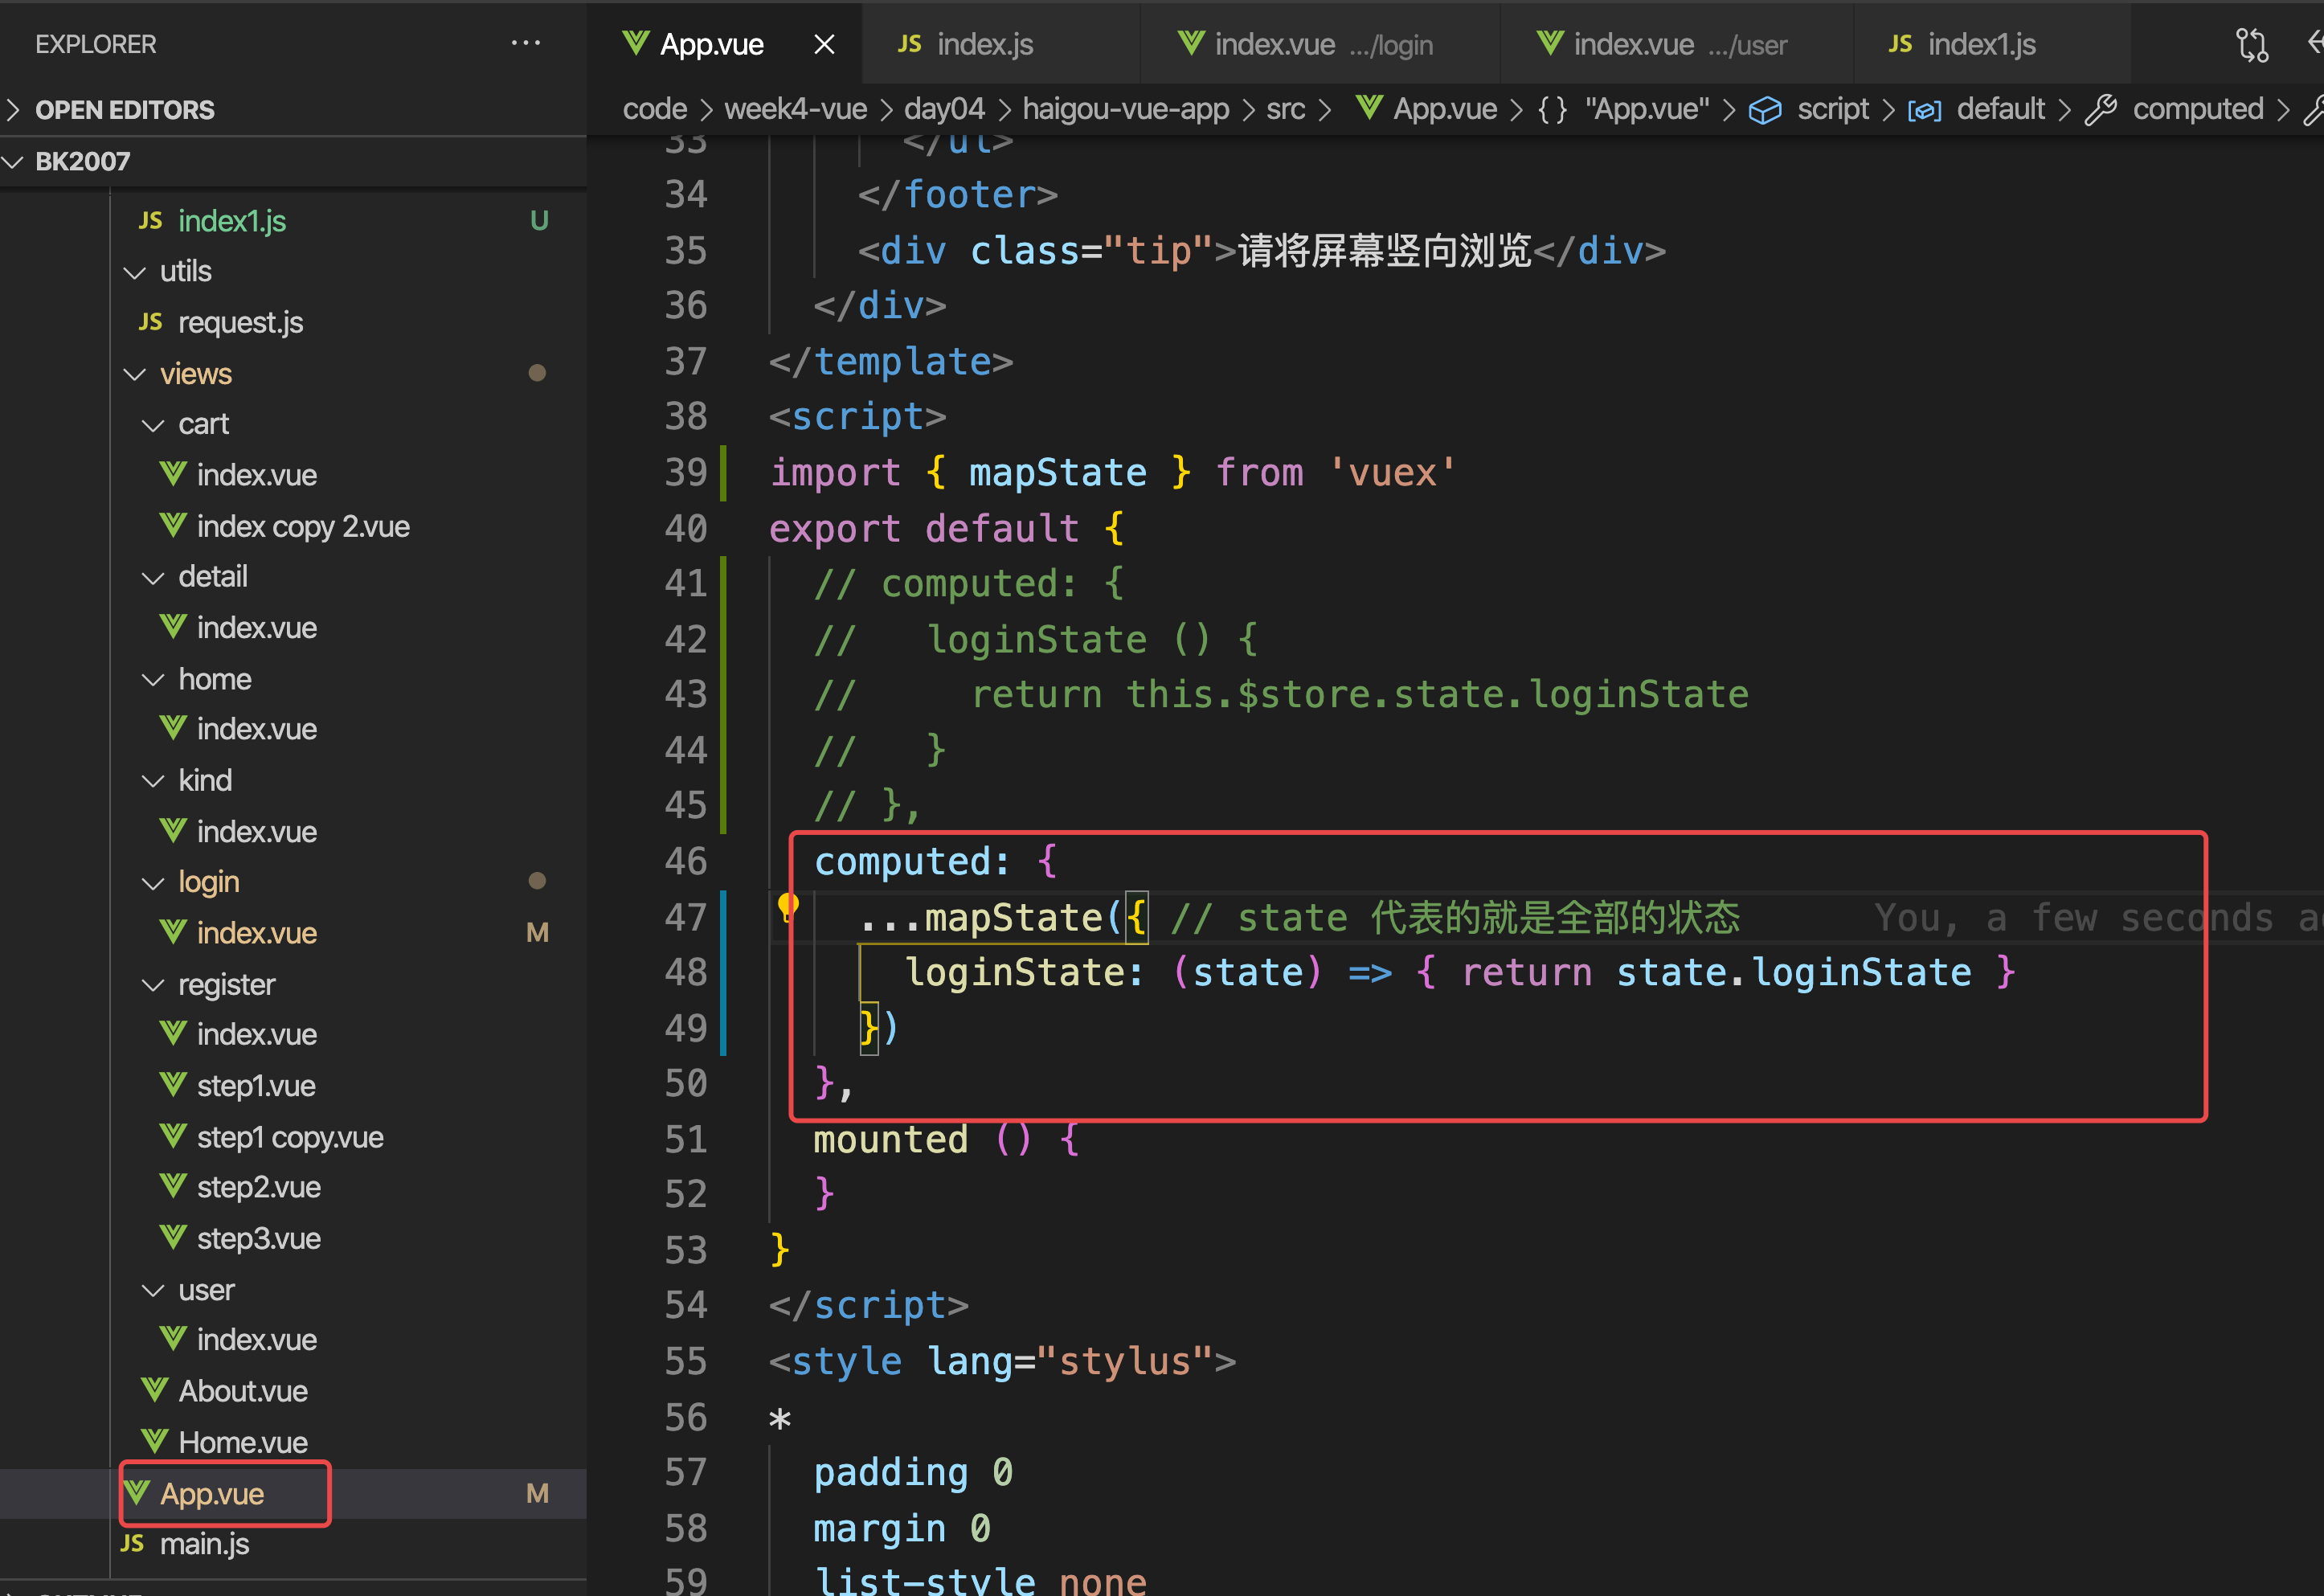 EXPLORER
OPEN EDITORS
BK2007
JS index1.js U
utils
JS request.js
views
cart
index.vue
index copy 2.vue
detail
index.vue
home
index.vue
kind
index.vue
login
index.vue M
register
index.vue
step1.vue
step1 copy.vue
step2.vue
step3.vue
user
index.vue
About.vue
Home.vue
App.vue M
JS main.js
OUTLINE
App.vue JS index.js index.vue .../login index.vue .../user JS index1.js
code > week4-vue > day04 > haigou-vue-app > src > App.vue > {} "App.vue" > script > default > computed >
33 </ul>
34 </footer>
35 <div class="tip">请将屏幕竖向浏览</div>
36 </div>
37 </template>
38 <script>
39 import { mapState } from 'vuex'
40 export default {
41 // computed: {
42 // loginState () {
43 // return this.$store.state.loginState
44 // }
45 // },
46 computed: {
47 ...mapState({ // state 代表的就是全部的状态 You, a few seconds
48 loginState: (state) => { return state.loginState }
49 })
50 },
51 mounted () {
52 }
53 }
54 </script>
55 <style lang="stylus">
56 *
57 padding 0
58 margin 0
59 list-style none